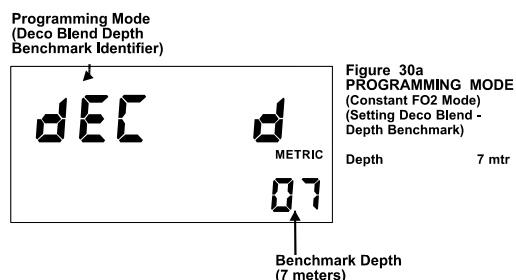 Programming Mode
(Deco Blend Depth
Benchmark Identifier)
dEC d
METRIC
07
Figure 30a
PROGRAMMING MODE
(Constant FO2 Mode)
(Setting Deco Blend -
Depth Benchmark)
Depth 7 mtr
Benchmark Depth
(7 meters)